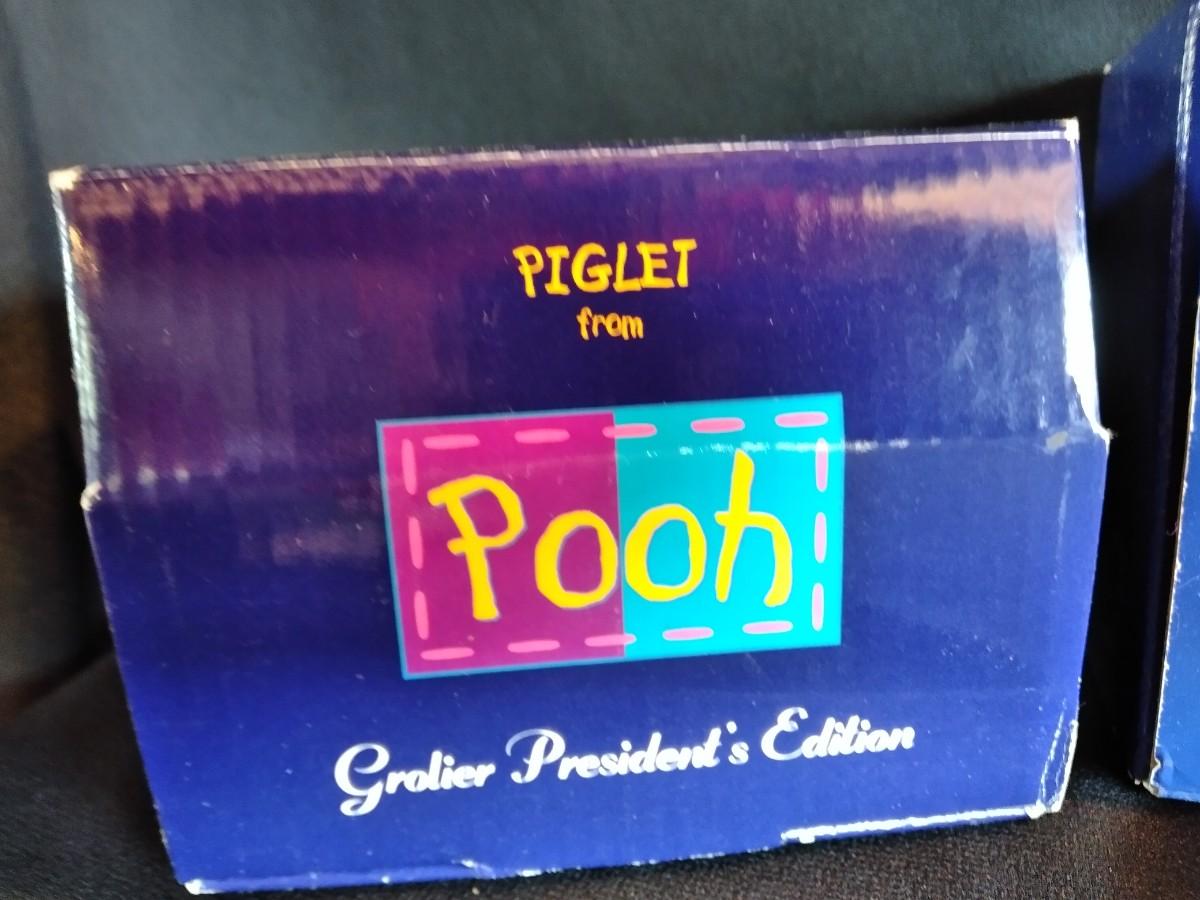 PIGLET
from
Pooh
Grolier President's Edition